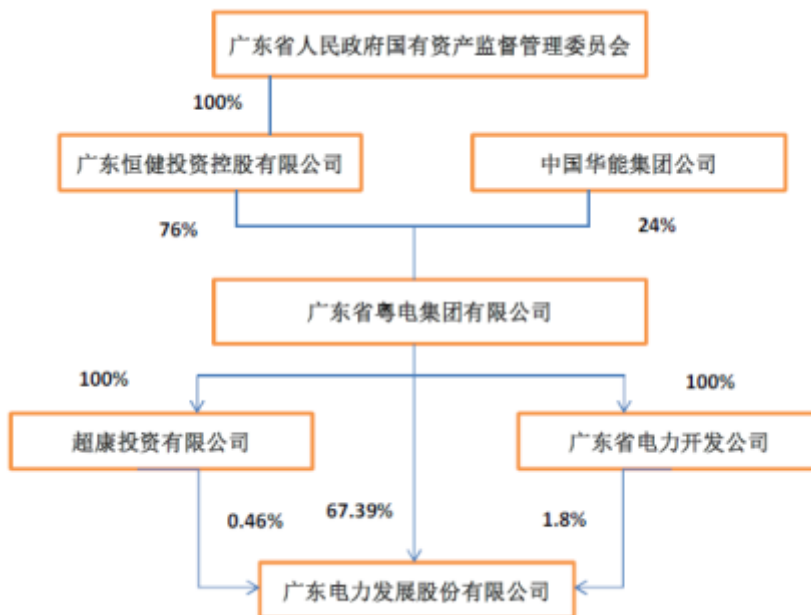 广东省人民政府国有资产监督管理委员会
100%
广东恒健投资控股有限公司
中国华能集团公司
76%
24%
广东省粤电集团有限公司
100%
100%
超康投资有限公司
广东省电力开发公司
0.46%
67.39%
1.8%
广东电力发展股份有限公司